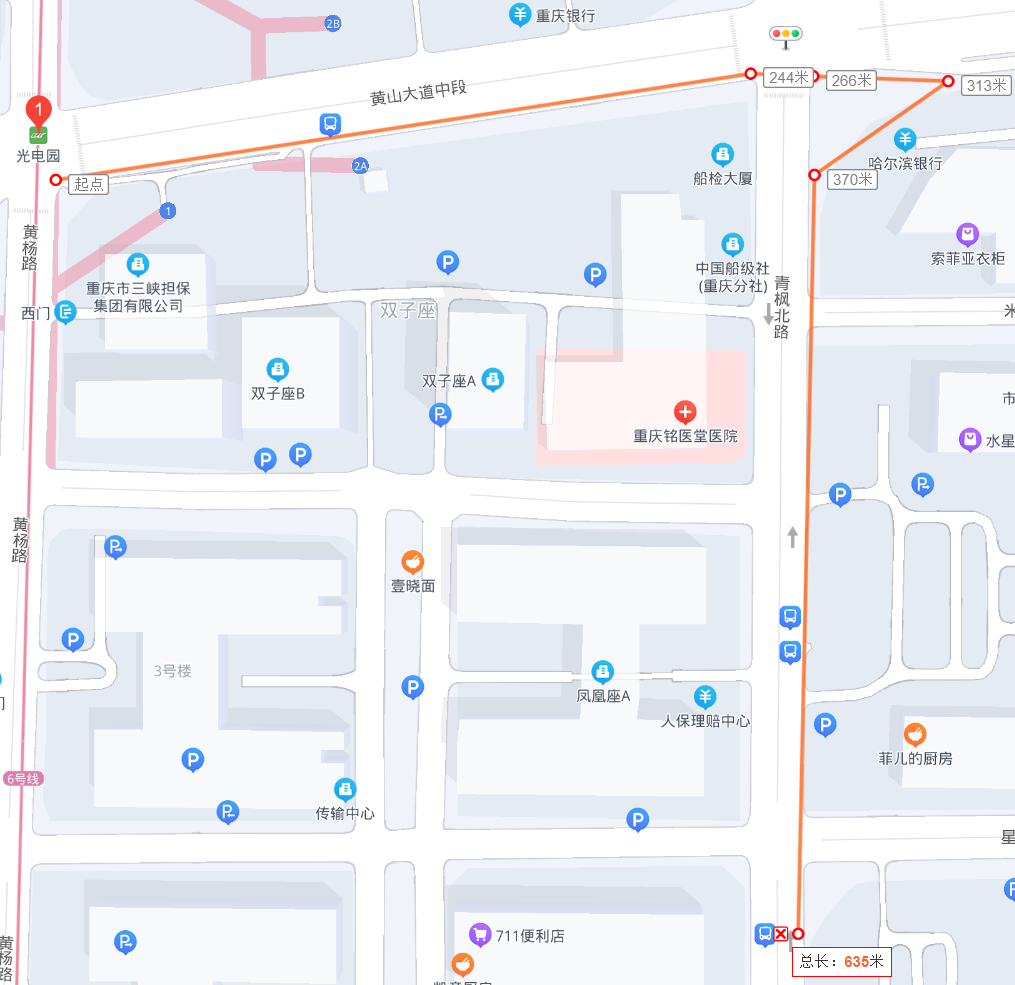 2B
重庆银行
244米
266米
313米
黄山大道中段
1
光电园
起点
2A
1
船检大厦
哈尔滨银行
370米
黄杨路
重庆市三峡担保
集团有限公司
西门
P
P
中国船级社
(重庆分社)
青枫北路
索菲亚衣柜
双子座
米
双子座B
双子座A
P
重庆铭医堂医院
市
水星
P
P
P
P
黄杨路
P
壹晓面
P
3号楼
P
凤凰座A
人保理赔中心
P
菲儿的厨房
6号线
P
P
传输中心
P
星
P
黄杨路
P
711便利店
总长：635米